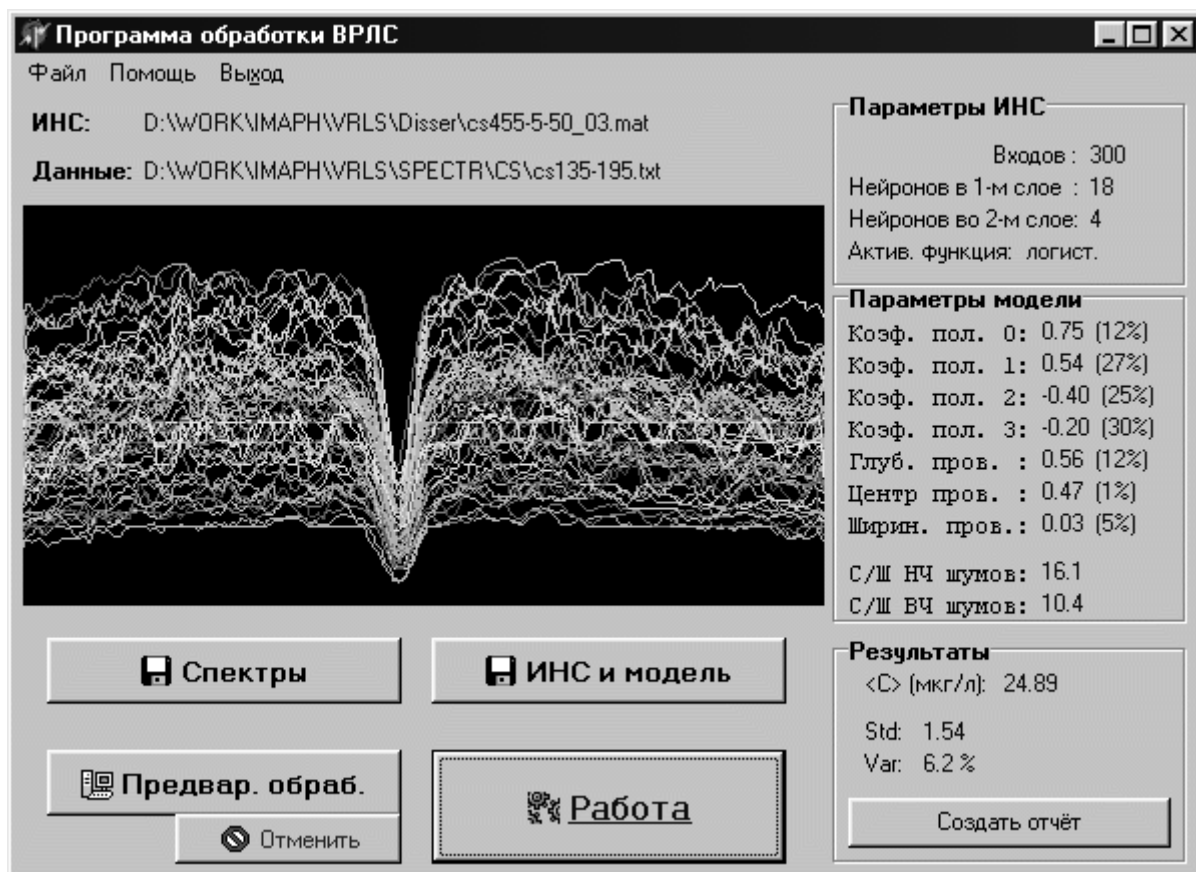 Программа обработки ВРЛС
Файл Помощь Выход
ИНС: D:\WORK\IMAPH\VRLS\Disser\cs455-5-50_03.mat
Данные: D:\WORK\IMAPH\VRLS\SPECTR\CS\cs135-195.txt
Спектры
ИНС и модель
Предвар. обраб.
Отменить
Работа
Параметры ИНС
Входов : 300
Нейронов в 1-м слое : 18
Нейронов во 2-м слое: 4
Актив. функция: логист.
Параметры модели
Коэф. пол. 0: 0.75 (12%)
Коэф. пол. 1: 0.54 (27%)
Коэф. пол. 2: -0.40 (25%)
Коэф. пол. 3: -0.20 (30%)
Глуб. пров. : 0.56 (12%)
Центр пров. : 0.47 (1%)
Ширин. пров.: 0.03 (5%)
С/Ш НЧ шумов: 16.1
С/Ш ВЧ шумов: 10.4
Результаты
<C> (мкг/л): 24.89
Std: 1.54
Var: 6.2 %
Создать отчёт